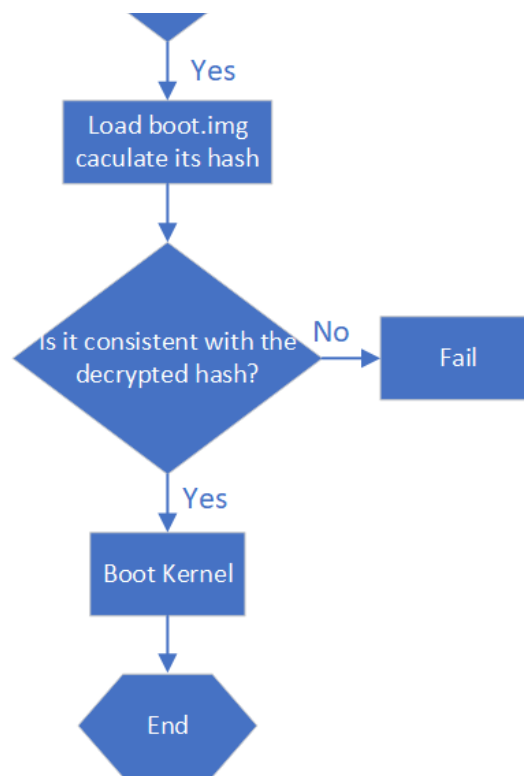 Yes
Load boot.img
caculate its hash
Is it consistent with the
decrypted hash?
No
Fail
Yes
Boot Kernel
End